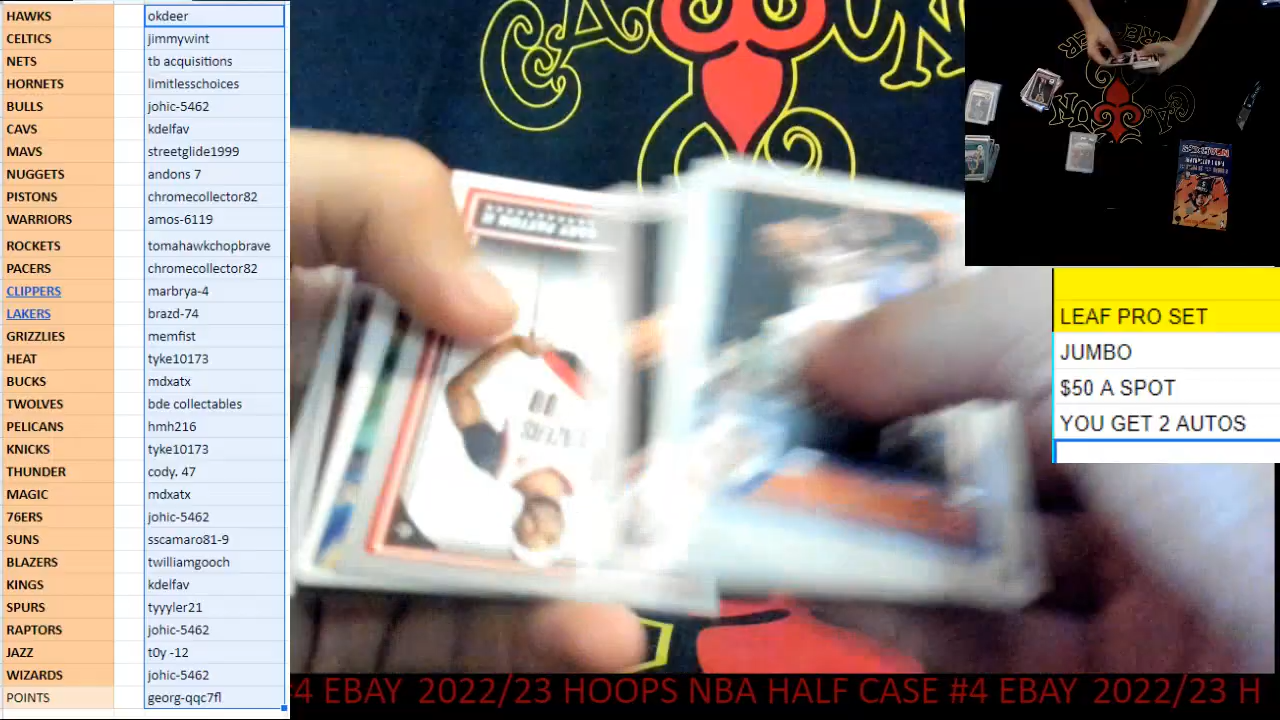 HAWKS okdeer
CELTICS jimmywint
NETS tb acquisitions
HORNETS limitlesschoices
BULLS johic-5462
CAVS kdelfav
MAVS streetglide1999
NUGGETS andons 7
PISTONS chromecollector82
WARRIORS amos-6119
ROCKETS tomahawkchopbrave
PACERS chromecollector82
CLIPPERS marbrya-4
LAKERS brazd-74
GRIZZLIES memfist
HEAT tyke10173
BUCKS mdxatx
TWOLVES bde collectables
PELICANS hmh216
KNICKS tyke10173
THUNDER cody. 47
MAGIC mdxatx
76ERS johic-5462
SUNS sscamaro81-9
BLAZERS twilliamgooch
KINGS kdelfav
SPURS tyyyler21
RAPTORS johic-5462
JAZZ t0y -12
WIZARDS johic-5462
POINTS georg-qqc7fl
GARY PAYTON II
00
LEAF PRO SET
JUMBO
$50 A SPOT
YOU GET 2 AUTOS
#4 EBAY 2022/23 HOOPS NBA HALF CASE #4 EBAY 2022/23 H